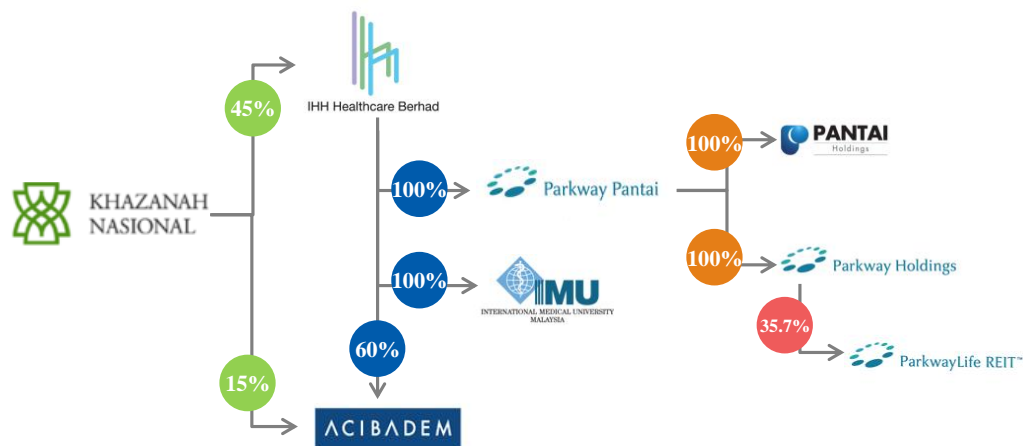 IHH Healthcare Berhad
45%
100%
PANTAI
Holdings
KHAZANAH
NASIONAL
100%
Parkway Pantai
100%
Parkway Holdings
100%
IMU
INTERNATIONAL MEDICAL UNIVERSITY
MALAYSIA
35.7%
60%
ParkwayLife REIT™
15%
ACIBADEM